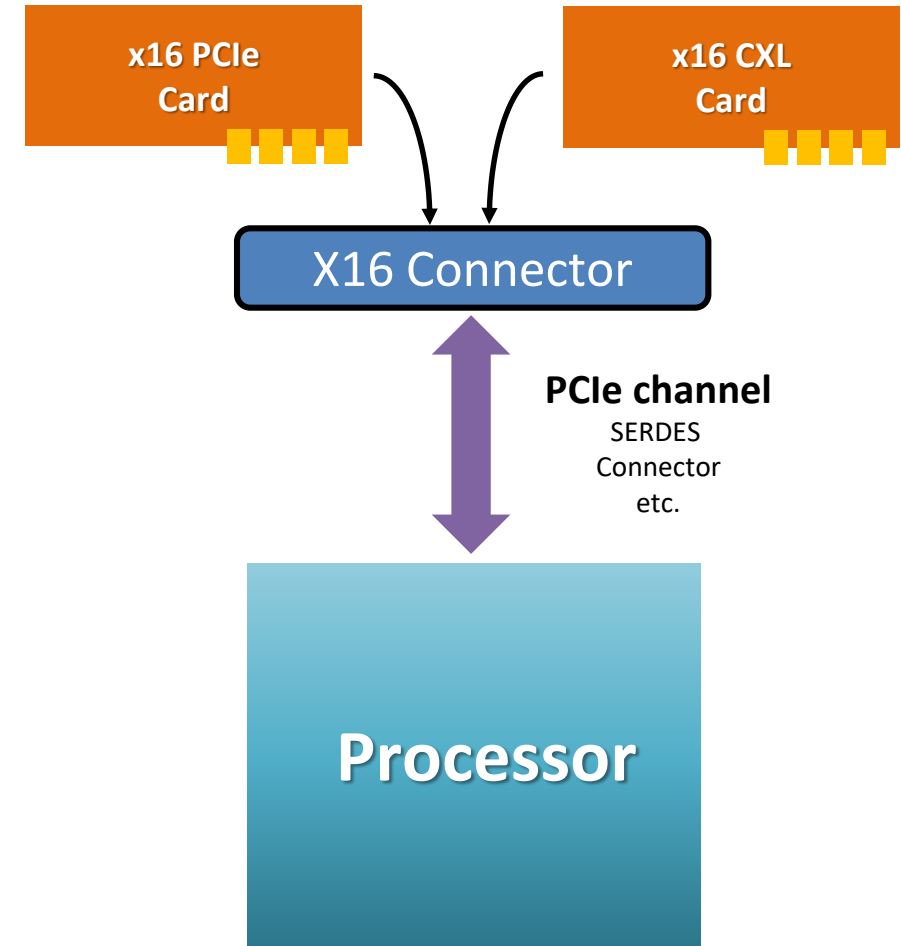 x16 PCIe
Card
x16 CXL
Card
X16 Connector
PCIe channel
SERDES
Connector
etc.
Processor